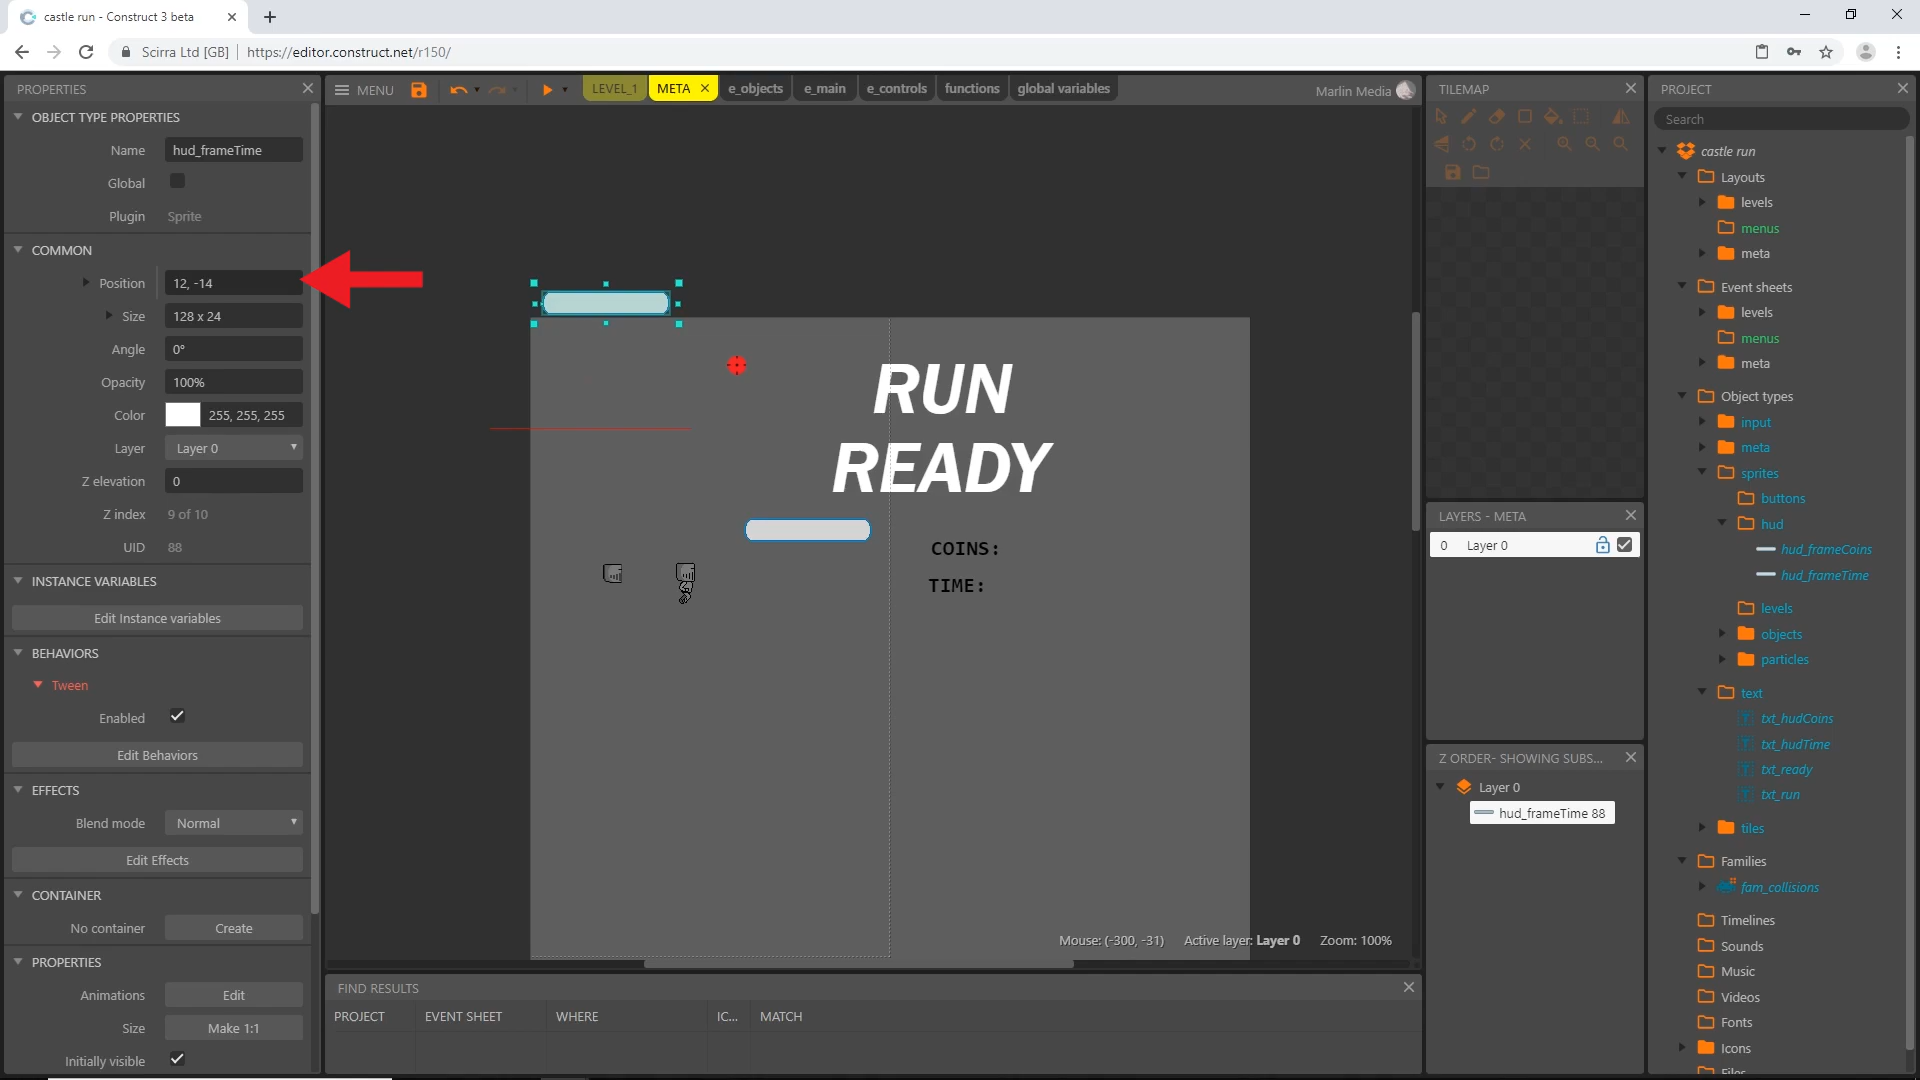 castle run - Construct 3 beta
Scirra Ltd [GB]
https://editor.construct.net/r150/
PROPERTIES
OBJECT TYPE PROPERTIES
Name hud_frameTime
Global
Plugin Sprite
COMMON
Position 12, -14
Size 128 x 24
Angle 0°
Opacity 100%
Color 255, 255, 255
Layer Layer 0
Z elevation 0
Z index 9 of 10
UID 88
INSTANCE VARIABLES
Edit Instance variables
BEHAVIORS
Tween
Enabled
Edit Behaviors
EFFECTS
Blend mode Normal
Edit Effects
CONTAINER
No container Create
PROPERTIES
Animations Edit
Size Make 1:1
Initially visible
MENU
LEVEL_1 META e_objects e_main e_controls functions global variables
Marlin Media
RUN
READY
COINS:
TIME:
Mouse: (-300, -31) Active layer: Layer 0 Zoom: 100%
FIND RESULTS
PROJECT EVENT SHEET WHERE IC... MATCH
TILEMAP
LAYERS - META
0 Layer 0
Z ORDER- SHOWING SUBS...
Layer 0
hud_frameTime 88
PROJECT
Search
castle run
Layouts
levels
menus
meta
Event sheets
levels
menus
meta
Object types
input
meta
sprites
buttons
hud
hud_frameCoins
hud_frameTime
levels
objects
particles
text
txt_hudCoins
txt_hudTime
txt_ready
txt_run
tiles
Families
fam_collisions
Timelines
Sounds
Music
Videos
Fonts
Icons
Files